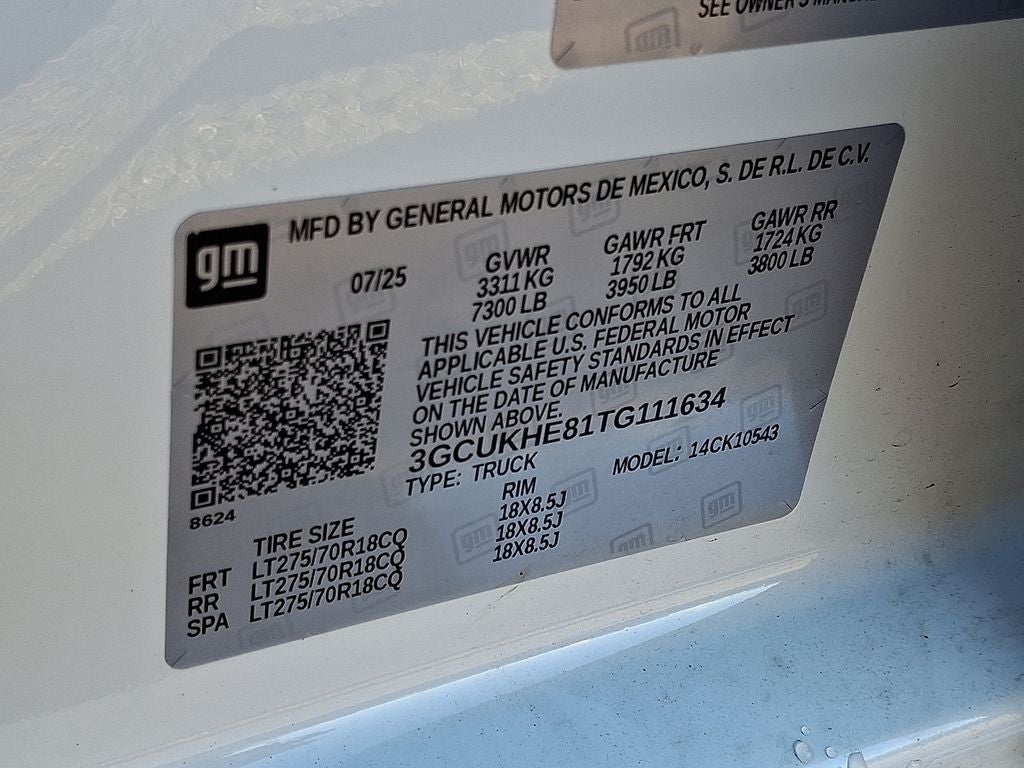 SEE OWNER'S MANUAL
gm
MFD BY GENERAL MOTORS DE MEXICO, S. DE R.L. DE C.V.
07/25
GVWR
3311 KG
7300 LB
GAWR FRT
1792 KG
3950 LB
GAWR RR
1724 KG
3800 LB
THIS VEHICLE CONFORMS TO ALL
APPLICABLE U.S. FEDERAL MOTOR
VEHICLE SAFETY STANDARDS IN EFFECT
ON THE DATE OF MANUFACTURE
SHOWN ABOVE.
3GCUKHE81TG111634
TYPE: TRUCK
MODEL: 14CK10543
8624
TIRE SIZE
RIM
FRT LT275/70R18CQ 18X8.5J
RR LT275/70R18CQ 18X8.5J
SPA LT275/70R18CQ 18X8.5J